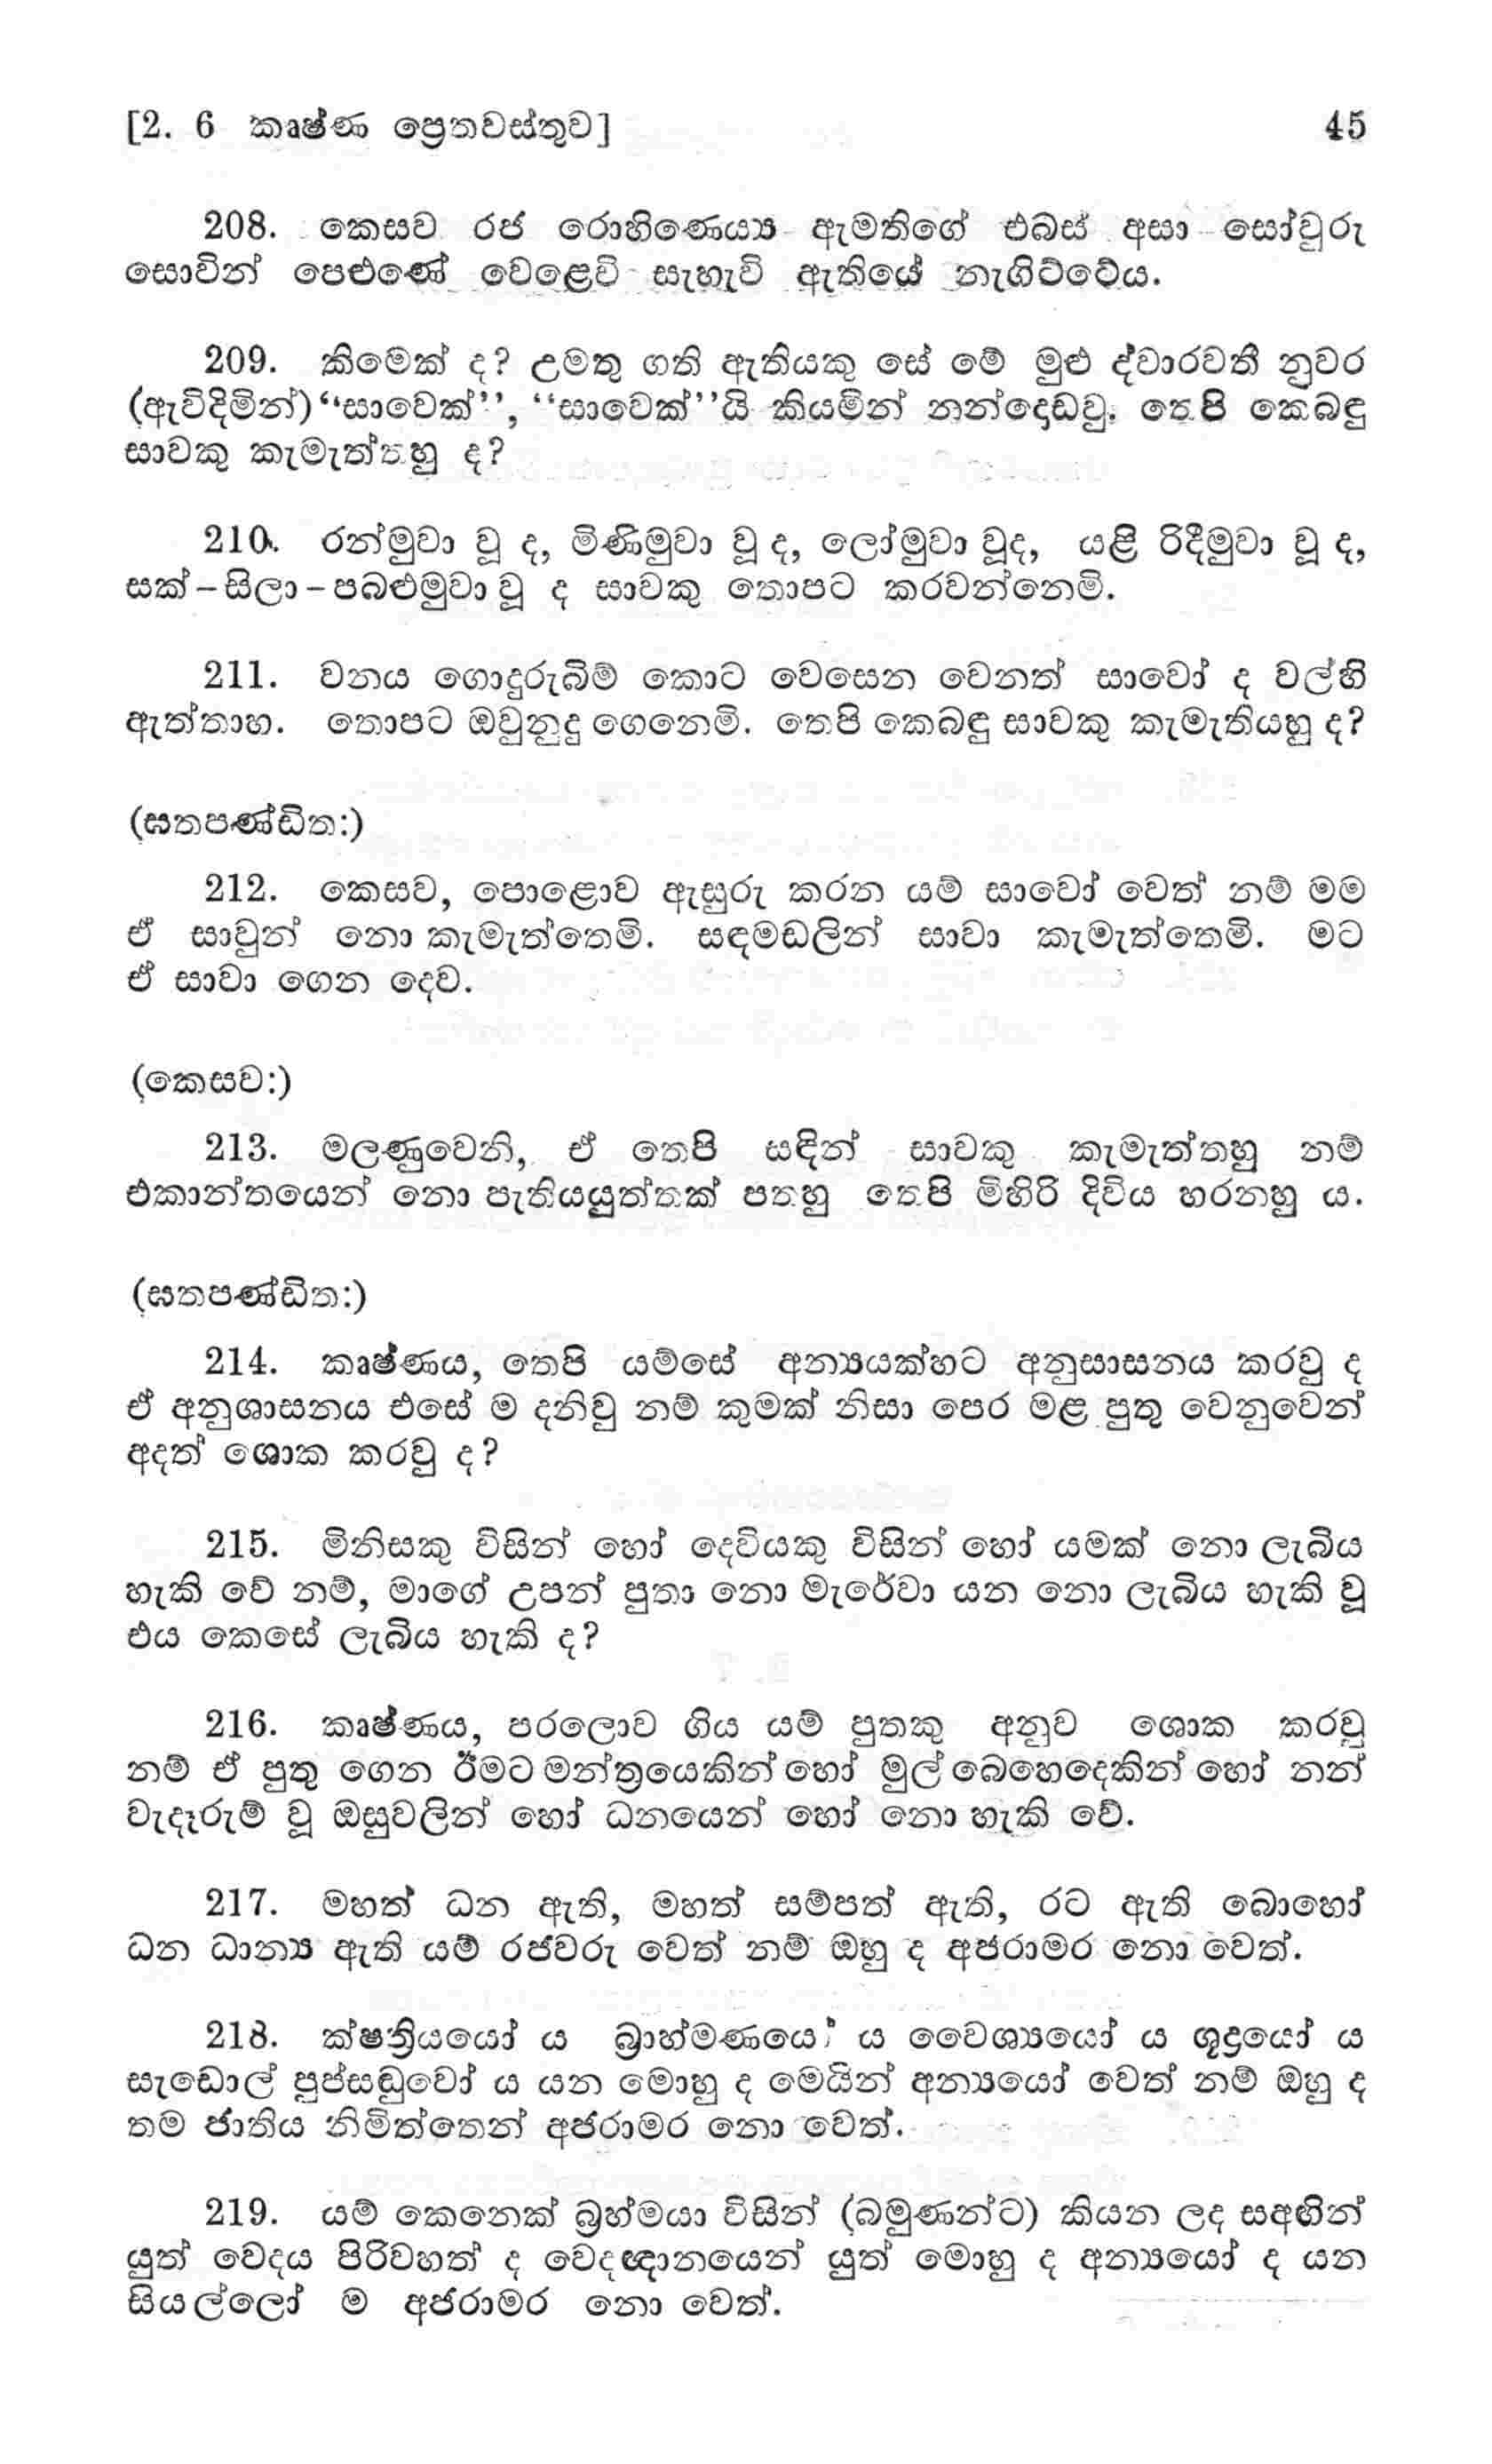 [2. 6 කෘෂ්ණ ප්‍රෙතවස්තුව] 45
208. කෙසව රජ රොහිණෙය්‍ය ඇමතිගේ එබස් අසා සෝවුරු
සොවින් පෙළුණේ වෙළෙවි සැහැවි ඇතියේ නැගිට්ටේය.
209. කිමෙක් ද? උමතු ගති ඇතියකු සේ මේ මුළු ද්වාරවතී නුවර
(ඇවිදිමින්) “සාවෙක්”, “සාවෙක්”යි කියමින් නන්දොඩවු. තෙපි කෙබඳු
සාවකු කැමැත්තහු ද?
210. රන්මුවා වූ ද, මිණිමුවා වූ ද, ලෝමුවා වූද, යළි රිදීමුවා වූ ද,
සක්-සිලා-පබළුමුවා වූ ද සාවකු තොපට කරවන්නෙමි.
211. වනය ගොදුරුබිම් කොට වෙසෙන වෙනත් සාවෝ ද වල්හි
ඇත්තාහ. තොපට ඔවුනුදු ගෙනෙමි. තෙපි කෙබඳු සාවකු කැමැතියහු ද?
(ඝතපණ්ඩිත:)
212. කෙසව, පොළොව ඇසුරු කරන යම් සාවෝ වෙත් නම් මම
ඒ සාවුන් නො කැමැත්තෙමි. සඳමඩලින් සාවා කැමැත්තෙමි. මට
ඒ සාවා ගෙන දෙව.
(කෙසව:)
213. මලණුවෙනි, ඒ තෙපි සඳින් සාවකු කැමැත්තහු නම්
එකාන්තයෙන් නො පැතියයුත්තක් පතහු තෙපි මිහිරි දිවිය හරනහු ය.
(ඝතපණ්ඩිත:)
214. කෘෂ්ණය, තෙපි යම්සේ අන්‍යයක්හට අනුසාසනය කරවු ද
ඒ අනුශාසනය එසේ ම දනිවු නම් කුමක් නිසා පෙර මළ පුතු වෙනුවෙන්
අදත් ශොක කරවු ද?
215. මිනිසකු විසින් හෝ දෙවියකු විසින් හෝ යමක් නො ලැබිය
හැකි වේ නම්, මාගේ උපන් පුතා නො මැරේවා යන නො ලැබිය හැකි වූ
එය කෙසේ ලැබිය හැකි ද?
216. කෘෂ්ණය, පරලොව ගිය යම් පුතකු අනුව ශොක කරවු
නම් ඒ පුතු ගෙන ඊමට මන්ත්‍රයෙකින් හෝ මුල් බෙහෙදෙකින් හෝ නන්
වැදෑරුම් වූ ඔසුවලින් හෝ ධනයෙන් හෝ නො හැකි වේ.
217. මහත් ධන ඇති, මහත් සම්පත් ඇති, රට ඇති බොහෝ
ධන ධාන්‍ය ඇති යම් රජවරු වෙත් නම් ඔහු ද අජරාමර නො වෙත්.
218. ක්ෂත්‍රියයෝ ය බ්‍රාහ්මණයෝ ය වෛශ්‍යයෝ ය ශූද්‍රයෝ ය
සැඩොල් පුප්සඬුවෝ ය යන මොහු ද මෙයින් අන්‍යයෝ වෙත් නම් ඔහු ද
තම ජාතිය නිමිත්තෙන් අජරාමර නො වෙත්.
219. යම් කෙනෙක් බ්‍රහ්මයා විසින් (බමුණන්ට) කියන ලද සඅඟින්
යුත් වෙදය පිරිවහත් ද වෙදඥානයෙන් යුත් මොහු ද අන්‍යයෝ ද යන
සියල්ලෝ ම අජරාමර නො වෙත්.